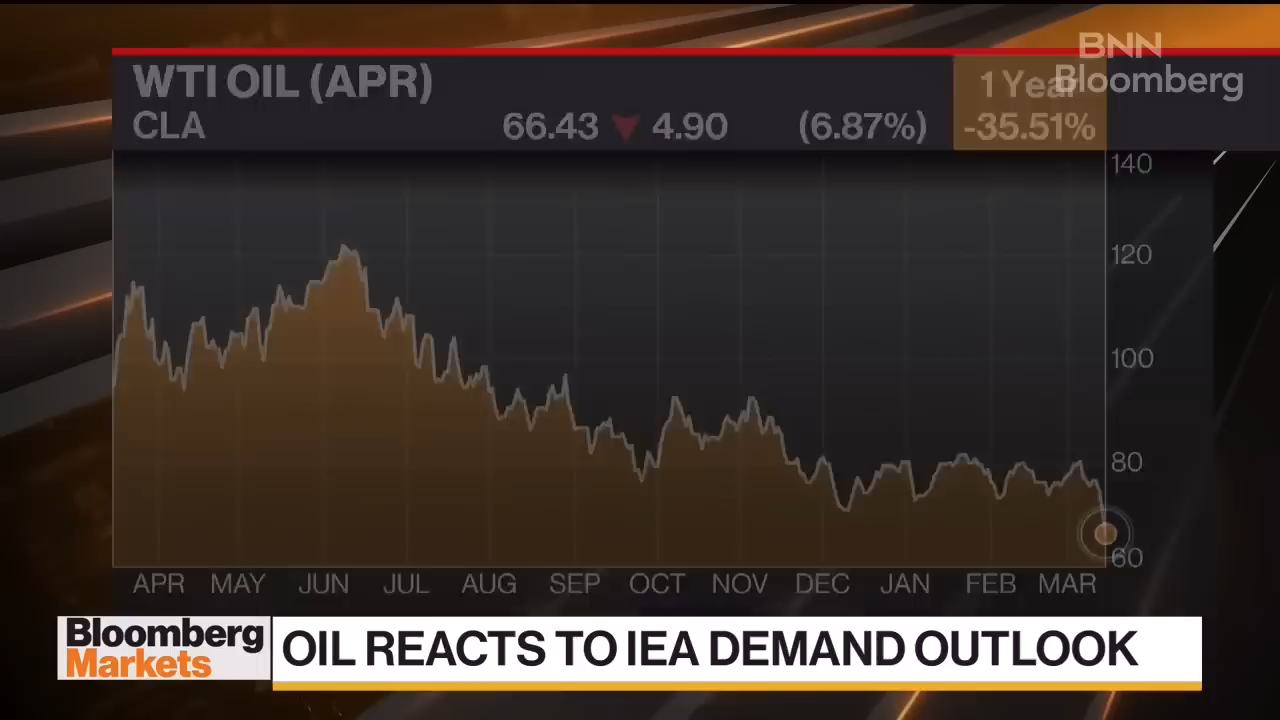 BNN
Bloomberg
WTI OIL (APR)
1 Year
CLA 66.43 ▼ 4.90 (6.87%) -35.51%
140
120
100
80
60
APR MAY JUN JUL AUG SEP OCT NOV DEC JAN FEB MAR
Bloomberg
Markets
OIL REACTS TO IEA DEMAND OUTLOOK